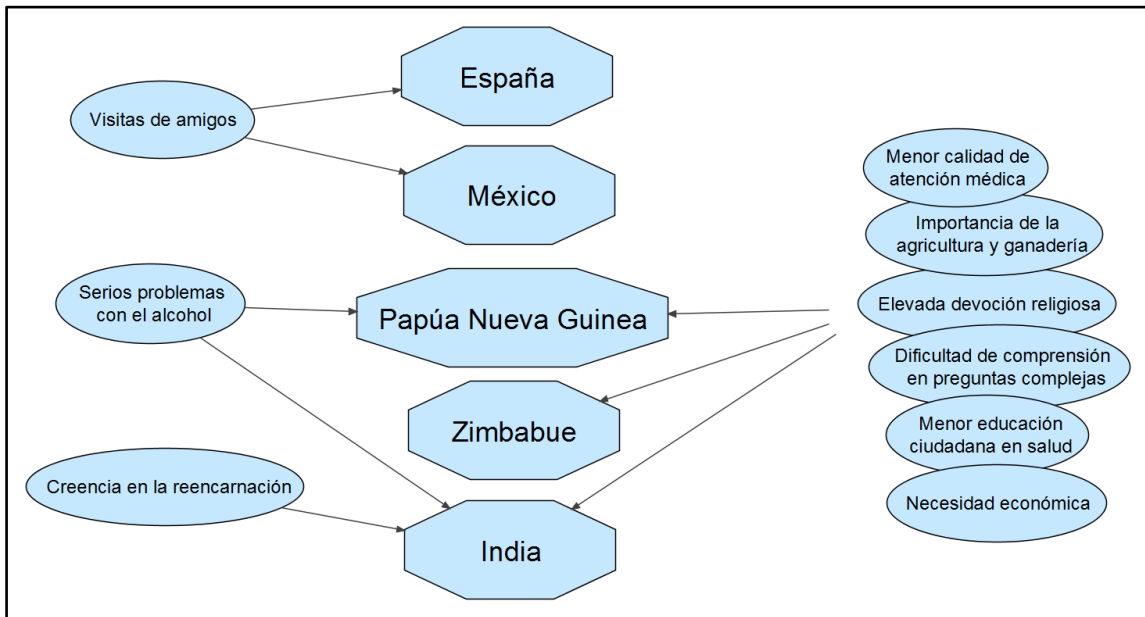 España
Visitas de amigos
México
Serios problemas
con el alcohol
Papúa Nueva Guinea
Zimbabue
Creencia en la reencarnación
India
Menor calidad de
atención médica
Importancia de la
agricultura y ganadería
Elevada devoción religiosa
Dificultad de comprensión
en preguntas complejas
Menor educación
ciudadana en salud
Necesidad económica